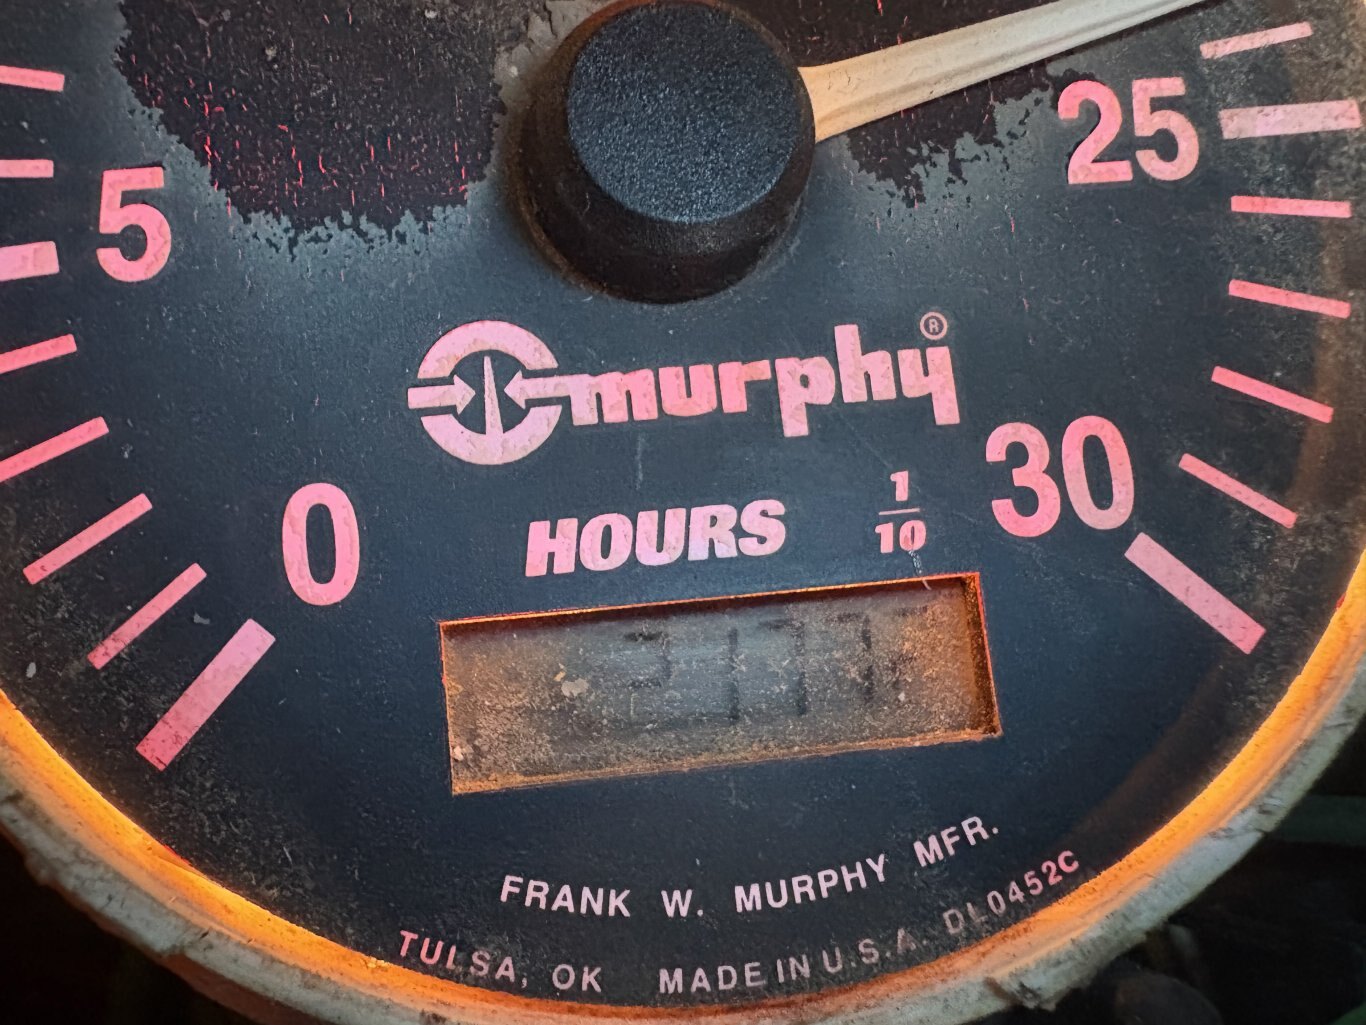 25
5
murphy®
30
0
HOURS 1/10
FRANK W. MURPHY MFR.
TULSA, OK MADE IN U.S.A. DL0452C